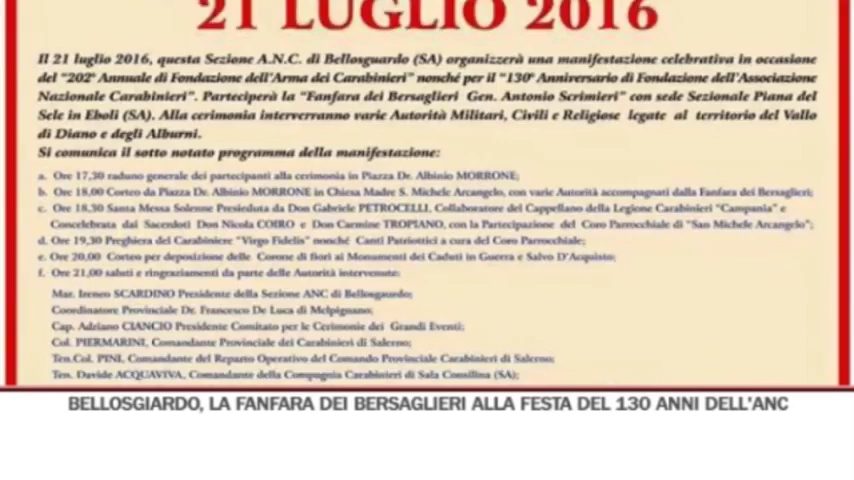 21 LUGLIO 2016
Il 21 luglio 2016, questa Sezione A.N.C. di Bellosguardo (SA) organizzerà una manifestazione celebrativa in occasione
del "202° Annuale di Fondazione dell'Arma dei Carabinieri" nonché per il "130° Anniversario di Fondazione dell'Associazione
Nazionale Carabinieri". Parteciperà la "Fanfara dei Bersaglieri Gen. Antonio Scrimieri" con sede Sezionale Piana del
Sele in Eboli (SA). Alla cerimonia interverranno varie Autorità Militari, Civili e Religiose legate al territorio del Vallo
di Diano e degli Alburni.
Si comunica il sotto notato programma della manifestazione:
a. Ore 17,30 raduno generale dei partecipanti alla cerimonia in Piazza Dr. Albinio MORRONE;
b. Ore 18,00 Corteo da Piazza Dr. Albinio MORRONE in Chiesa Madre S. Michele Arcangelo, con varie Autorità accompagnati dalla Fanfara dei Bersaglieri;
c. Ore 18,30 Santa Messa Solenne Presieduta da Don Gabriele PETROCELLI, Collaboratore del Cappellano della Legione Carabinieri "Campania" e
Concelebrata dai Sacerdoti Don Nicola COIRO e Don Carmine TROPIANO, con la Partecipazione del Coro Parrocchiale di "San Michele Arcangelo";
d. Ore 19,30 Preghiera del Carabiniere "Virgo Fidelis" nonché Canti Patriottici a cura del Coro Parrocchiale;
e. Ore 20,00 Corteo per deposizione delle Corone di fiori ai Monumenti dei Caduti in Guerra e Salvo D'Acquisto;
f. Ore 21,00 saluti e ringraziamenti da parte delle Autorità intervenute:
Mar. Ireneo SCARDINO Presidente della Sezione ANC di Bellosguardo;
Coordinatore Provinciale Dr. Francesco De Luca di Melpignano;
Cap. Adriano CIANCIO Presidente Comitato per le Cerimonie dei Grandi Eventi;
Col. PIERMARINI, Comandante Provinciale dei Carabinieri di Salerno;
Ten.Col. PINI, Comandante del Reparto Operativo del Comando Provinciale Carabinieri di Salerno;
Ten. Davide ACQUAVIVA, Comandante della Compagnia Carabinieri di Sala Consilina (SA);
BELLOSGIARDO, LA FANFARA DEI BERSAGLIERI ALLA FESTA DEL 130 ANNI DELL'ANC